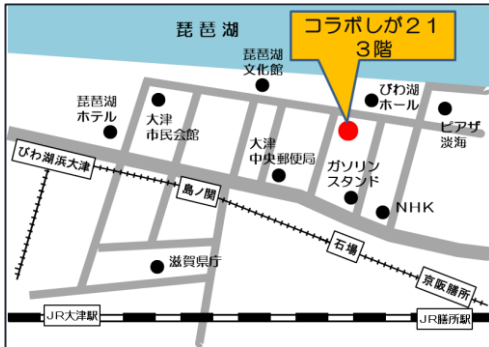 琵琶湖
コラボしが２１
３階
琵琶湖
文化館
びわ湖
ホール
琵琶湖
ホテル
大津
市民会館
ピアザ
淡海
大津
中央郵便局
ガソリン
スタンド
びわ湖浜大津
島ノ関
NHK
石場
滋賀県庁
京阪膳所
JR大津駅
JR膳所駅